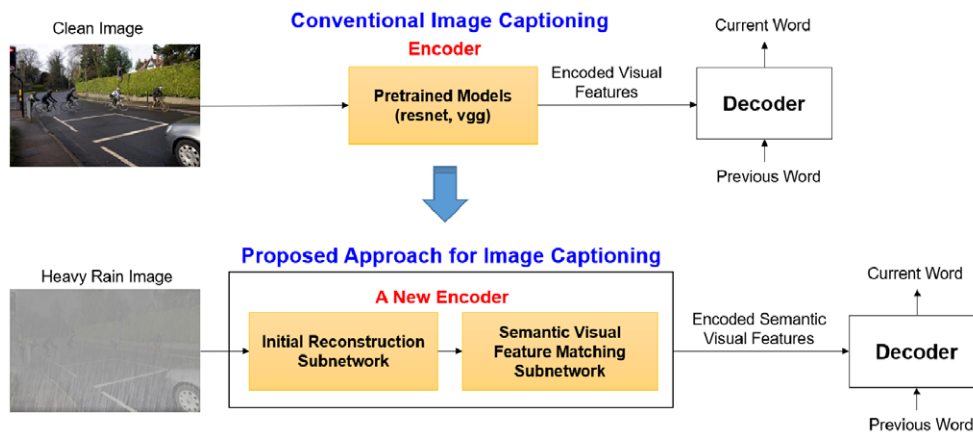 Conventional Image Captioning
Clean Image
Encoder
Pretrained Models
(resnet, vgg)
Encoded Visual
Features
Current Word
Decoder
Previous Word
Proposed Approach for Image Captioning
Heavy Rain Image
A New Encoder
Initial Reconstruction
Subnetwork
Semantic Visual
Feature Matching
Subnetwork
Encoded Semantic
Visual Features
Current Word
Decoder
Previous Word